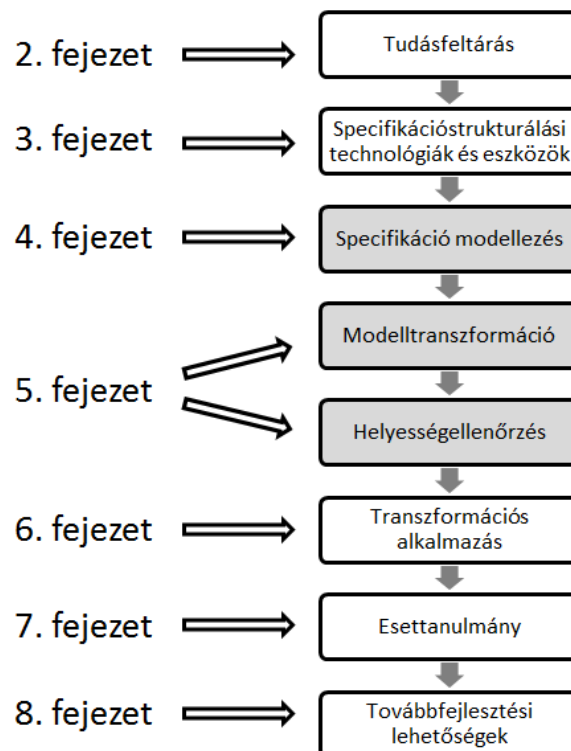 2. fejezet
Tudásfeltárás
3. fejezet
Specifikációstrukturálási
technológiák és eszközök
4. fejezet
Specifikáció modellezés
5. fejezet
Modelltranszformáció
Helyességellenőrzés
6. fejezet
Transzformációs
alkalmazás
7. fejezet
Esettanulmány
8. fejezet
Továbbfejlesztési
lehetőségek